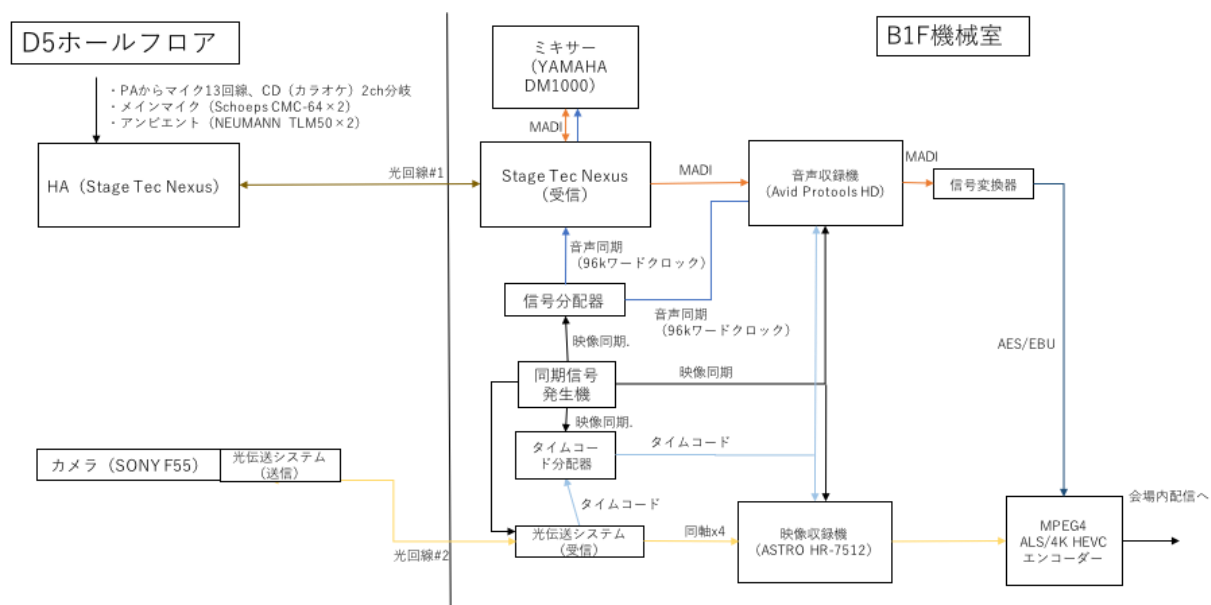 D5ホールフロア
B1F機械室
・PAからマイク13回線、CD（カラオケ）2ch分岐
・メインマイク（Schoeps CMC-64×2）
・アンビエント（NEUMANN TLM50×2）
ミキサー
（YAMAHA
DM1000）
MADI
HA（Stage Tec Nexus）
光回線#1
Stage Tec Nexus
（受信）
MADI
音声収録機
（Avid Protools HD）
MADI
信号変換器
音声同期
（96kワードクロック）
信号分配器
音声同期
（96kワードクロック）
映像同期.
AES/EBU
同期信号
発生機
映像同期
映像同期.
タイムコー
ド分配器
タイムコード
カメラ（SONY F55）
光伝送システム
（送信）
タイムコード
光回線#2
光伝送システム
（受信）
同軸x4
映像収録機
（ASTRO HR-7512）
MPEG4
ALS/4K HEVC
エンコーダー
会場内配信へ